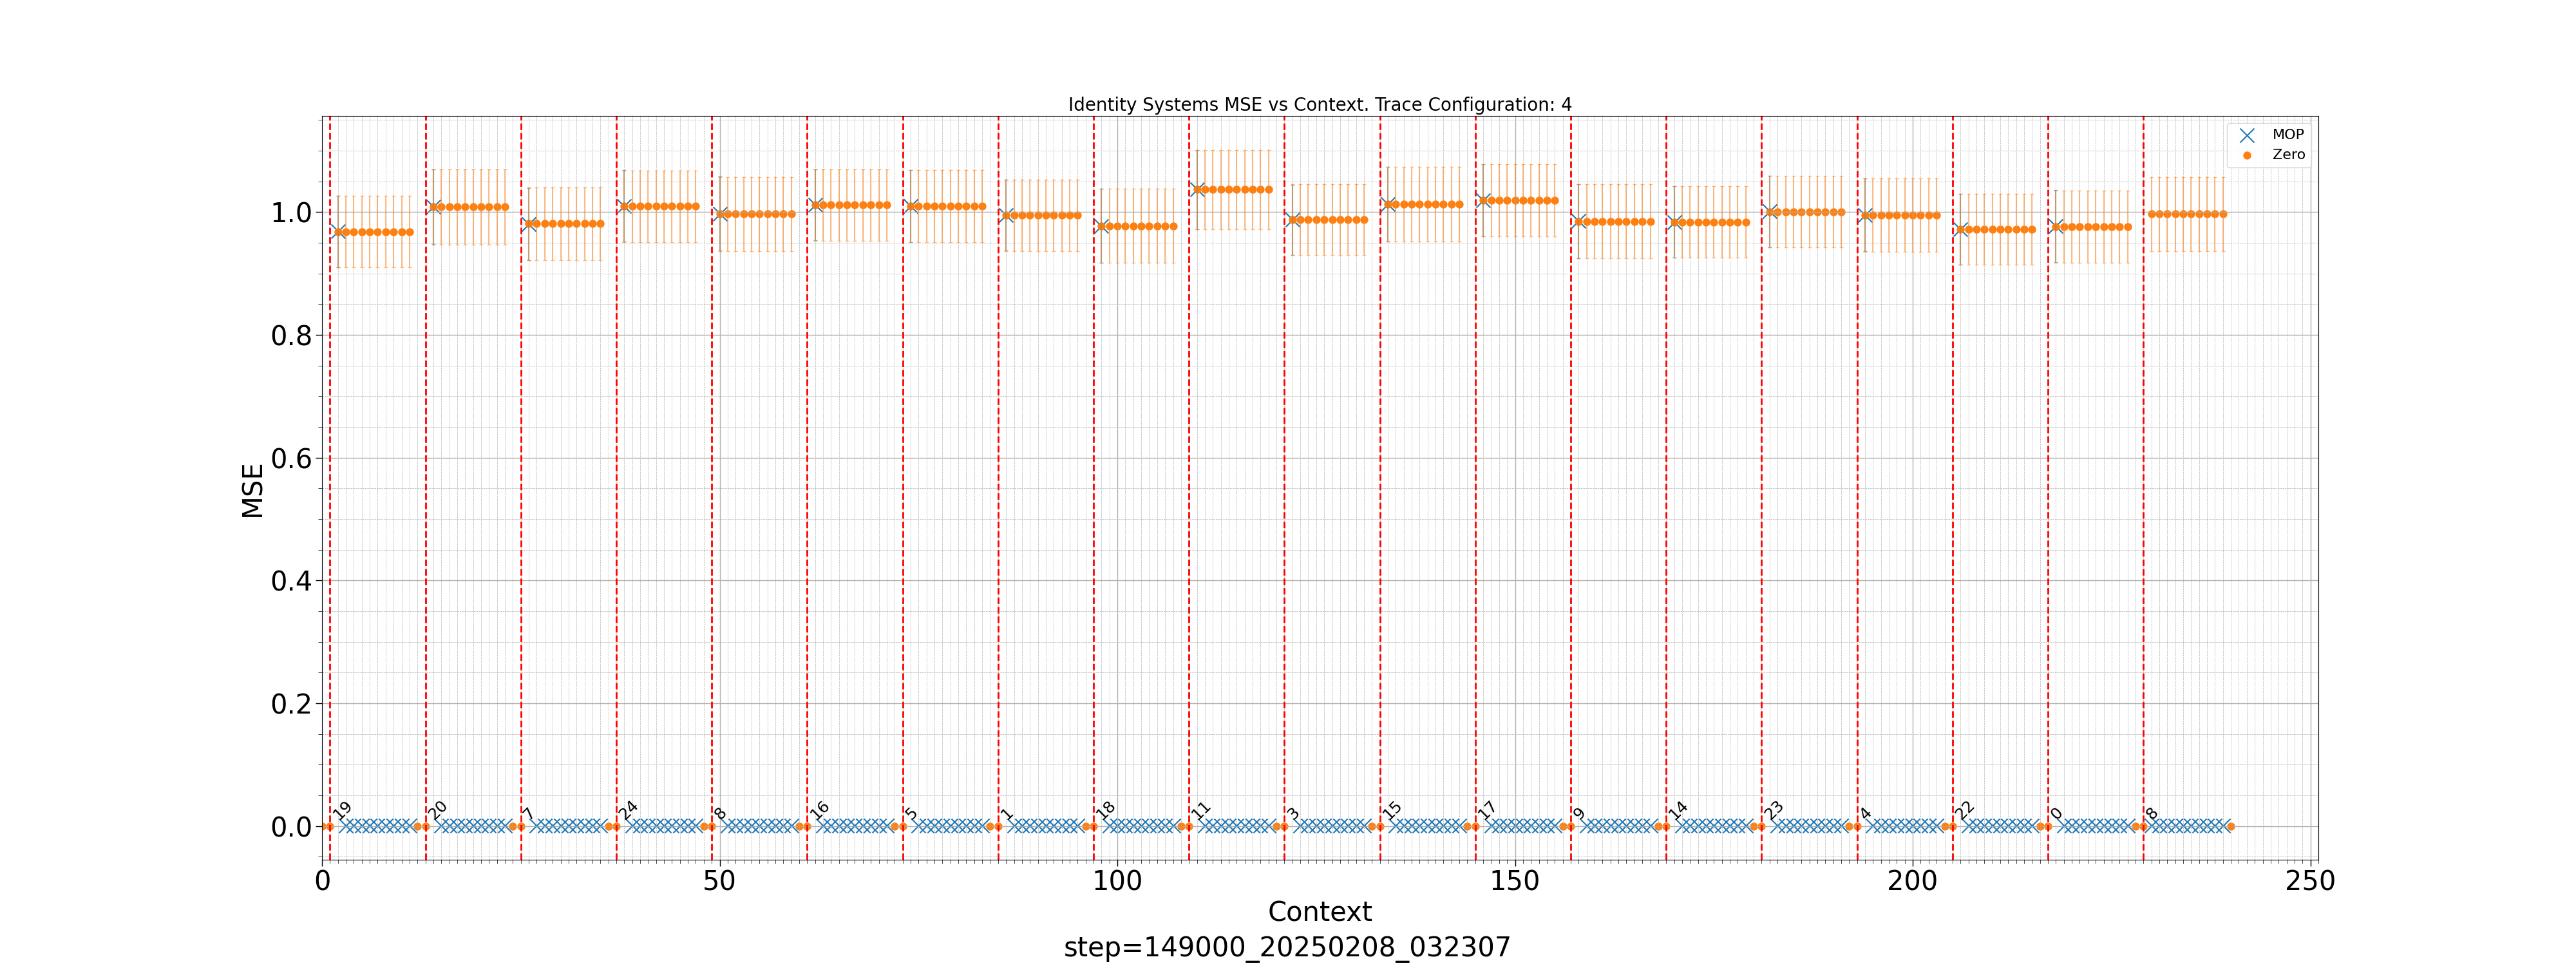 Identity Systems MSE vs Context. Trace Configuration: 4
MOP
Zero
1.0
0.8
0.6
0.4
0.2
0.0
MSE
19 20 7 24 8 16 5 1 18 11 3 15 17 9 14 23 4 22 0 8
0 50 100 150 200 250
Context
step=149000_20250208_032307